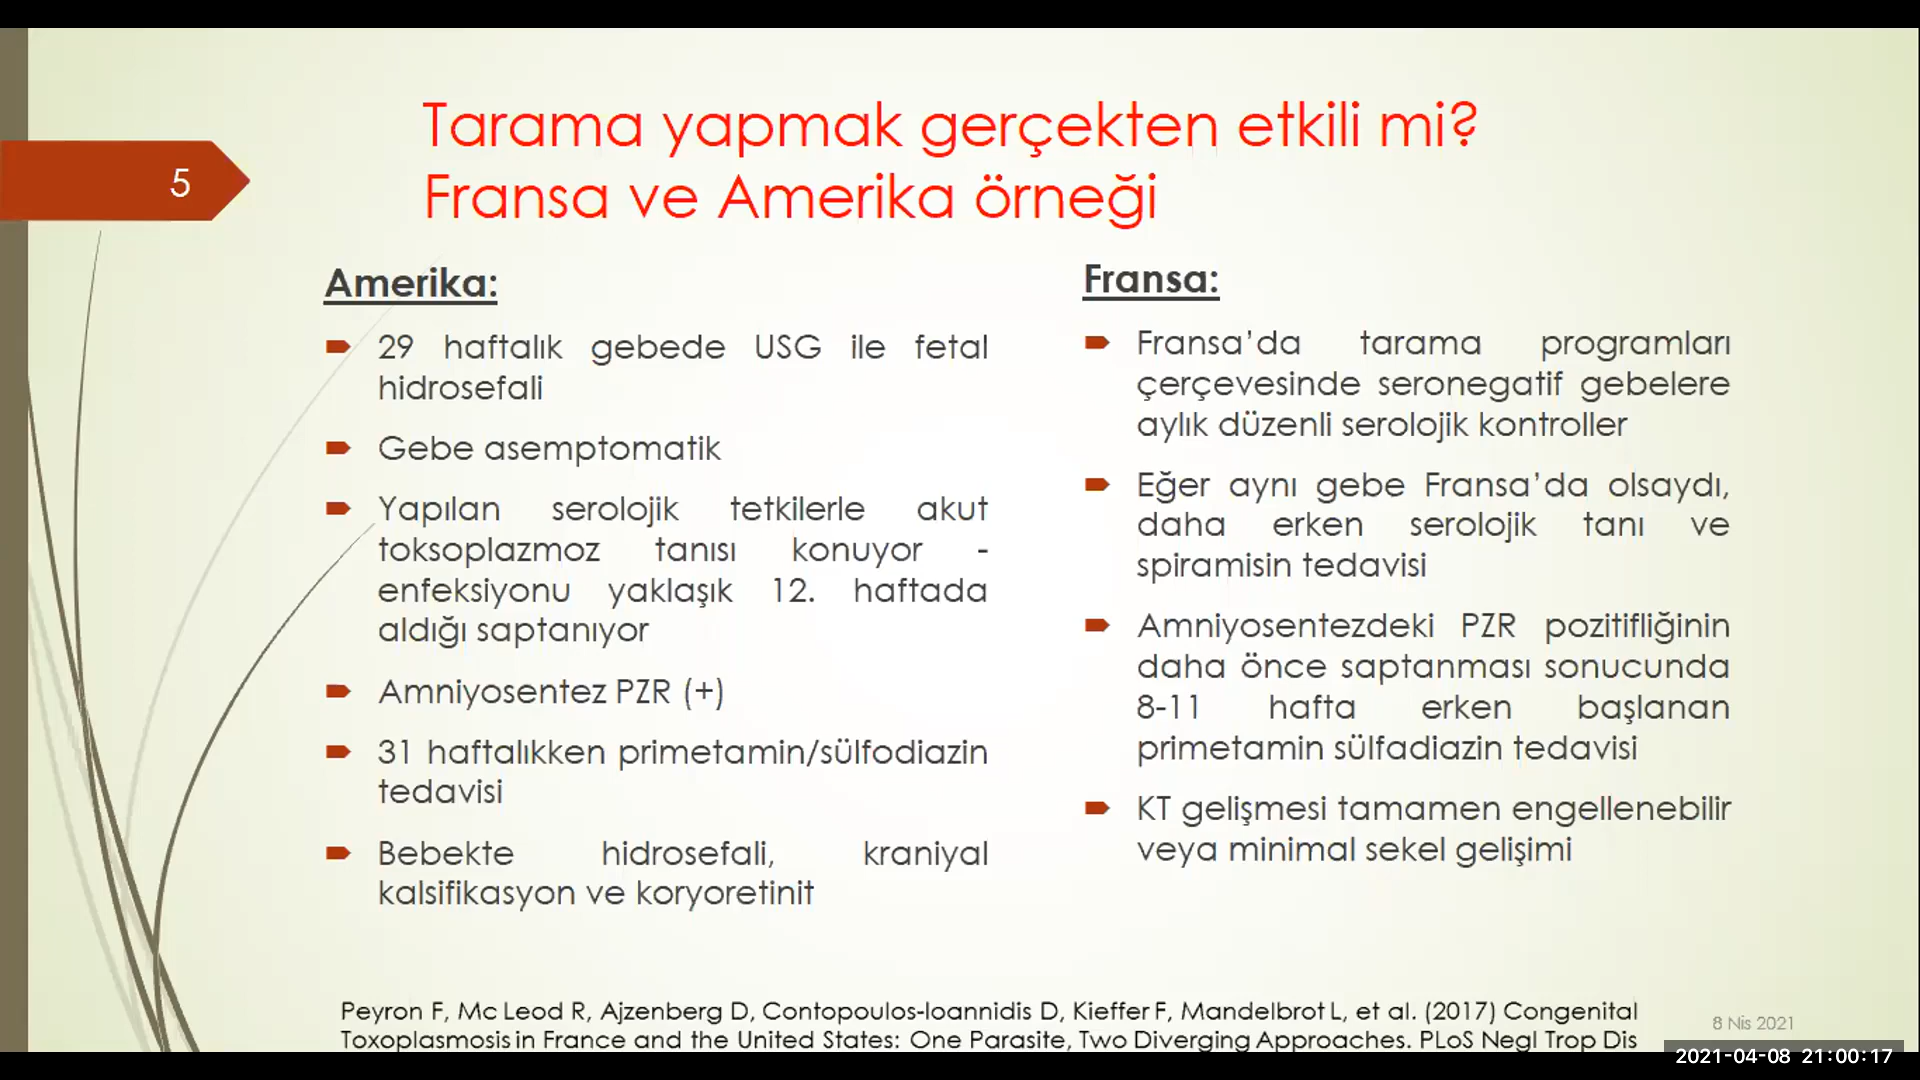 Tarama yapmak gerçekten etkili mi?
Fransa ve Amerika örneği
5
Amerika:
29 haftalık gebede USG ile fetal
hidrosefali
Gebe asemptomatik
Yapılan serolojik tetkilerle akut
toksoplazmoz tanısı konuyor -
enfeksiyonu yaklaşık 12. haftada
aldığı saptanıyor
Amniyosentez PZR (+)
31 haftalıkken primetamin/sülfodiazin
tedavisi
Bebekte hidrosefali, kraniyal
kalsifikasyon ve koryoretinit
Fransa:
Fransa’da tarama programları
çerçevesinde seronegatif gebelere
aylık düzenli serolojik kontroller
Eğer aynı gebe Fransa’da olsaydı,
daha erken serolojik tanı ve
spiramisin tedavisi
Amniyosentezdeki PZR pozitifliğinin
daha önce saptanması sonucunda
8-11 hafta erken başlanan
primetamin sülfadiazin tedavisi
KT gelişmesi tamamen engellenebilir
veya minimal sekel gelişimi
Peyron F, Mc Leod R, Ajzenberg D, Contopoulos-Ioannidis D, Kieffer F, Mandelbrot L, et al. (2017) Congenital
Toxoplasmosis in France and the United States: One Parasite, Two Diverging Approaches. PLoS Negl Trop Dis
8 Nis 2021
2021-04-08 21:00:17